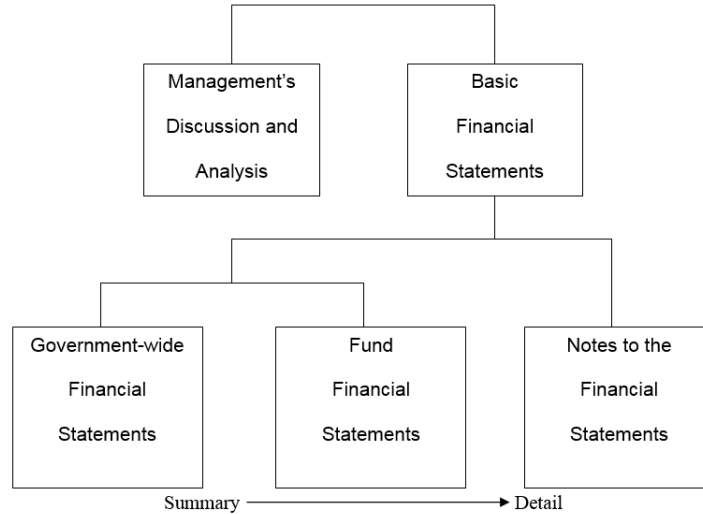 Management’s
Discussion and
Analysis
Basic
Financial
Statements
Government-wide
Financial
Statements
Fund
Financial
Statements
Notes to the
Financial
Statements
Summary
Detail